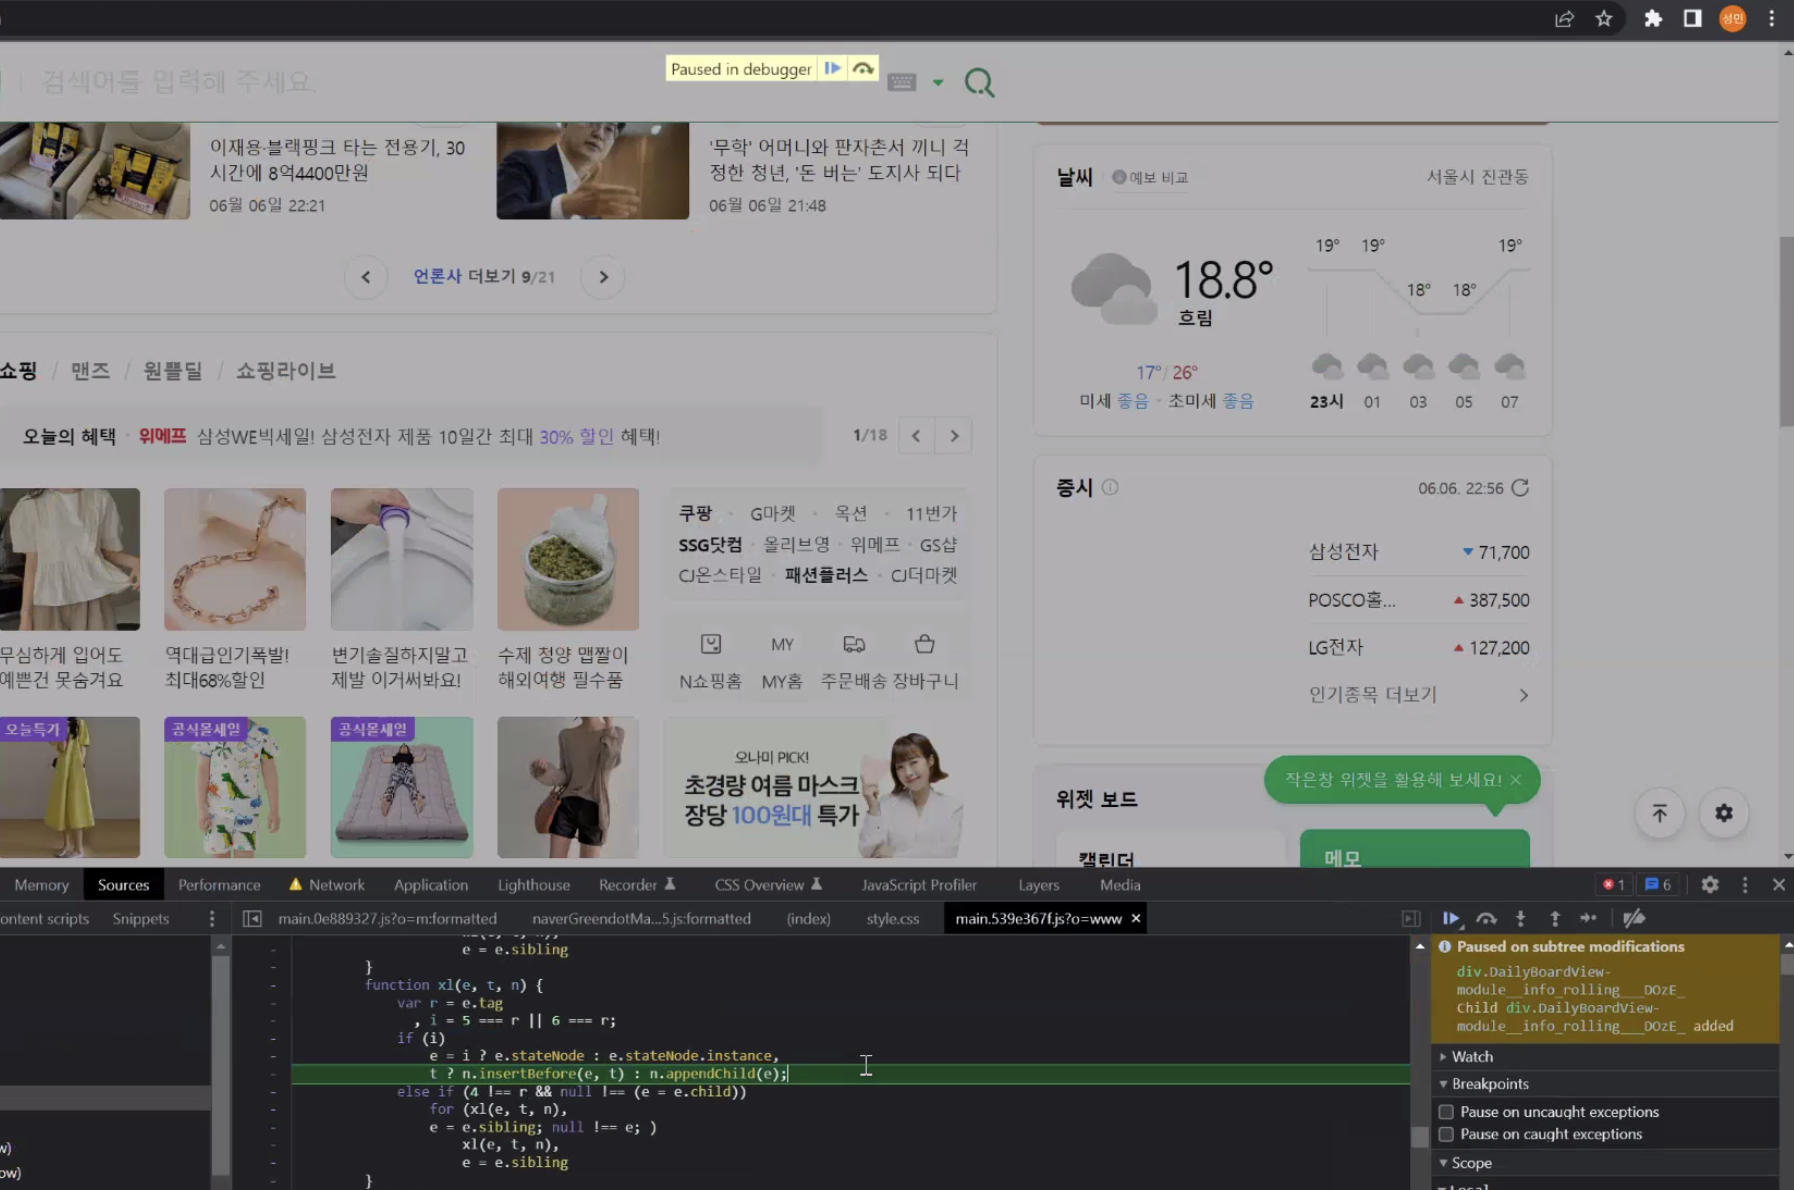 성민
검색어를 입력해 주세요.
Paused in debugger
이재용·블랙핑크 타는 전용기, 30
시간에 8억4400만원
06월 06일 22:21
'무학' 어머니와 판자촌서 끼니 걱
정한 청년, '돈 버는' 도지사 되다
06월 06일 21:48
언론사 더보기 9/21
날씨 예보 비교 서울시 진관동
18.8°
흐림
17°/ 26°
미세 좋음 · 초미세 좋음
19° 19° 18° 18° 19°
23시 01 03 05 07
쇼핑 / 맨즈 / 원쁠딜 / 쇼핑라이브
오늘의 혜택 · 위메프 삼성WE빅세일! 삼성전자 제품 10일간 최대 30% 할인 혜택!
1/18
무심하게 입어도
예쁜건 못숨겨요
역대급인기폭발!
최대68%할인
변기솔질하지말고
제발 이거써봐요!
수제 청양 맵짤이
해외여행 필수품
쿠팡 · G마켓 · 옥션 · 11번가
SSG닷컴 · 올리브영 · 위메프 · GS샵
CJ온스타일 · 패션플러스 · CJ더마켓
MY
N쇼핑홈 MY홈 주문배송 장바구니
오늘특가
공식몰세일
공식몰세일
오나미 PICK!
초경량 여름 마스크
장당 100원대 특가
증시 06.06. 22:56
삼성전자 ▼ 71,700
POSCO홀... ▲ 387,500
LG전자 ▲ 127,200
인기종목 더보기
작은창 위젯을 활용해 보세요! ×
위젯 보드
캘린더
메모
Memory Sources Performance Network Application Lighthouse Recorder CSS Overview JavaScript Profiler Layers Media 1 6
ontent scripts Snippets
main.0e889327.js?o=m:formatted naverGreendotMa...5.js:formatted (index) style.css main.539e367f.js?o=www ×
e = e.sibling
}
function xl(e, t, n) {
var r = e.tag
, i = 5 === r || 6 === r;
if (i)
e = i ? e.stateNode : e.stateNode.instance,
t ? n.insertBefore(e, t) : n.appendChild(e);
else if (4 !== r && null !== (e = e.child))
for (xl(e, t, n),
e = e.sibling; null !== e; )
xl(e, t, n),
e = e.sibling
}
w)
ow)
Paused on subtree modifications
div.DailyBoardView-
module__info_rolling___DOzE_
Child div.DailyBoardView-
module__info_rolling___DOzE_ added
Watch
Breakpoints
Pause on uncaught exceptions
Pause on caught exceptions
Scope
Local